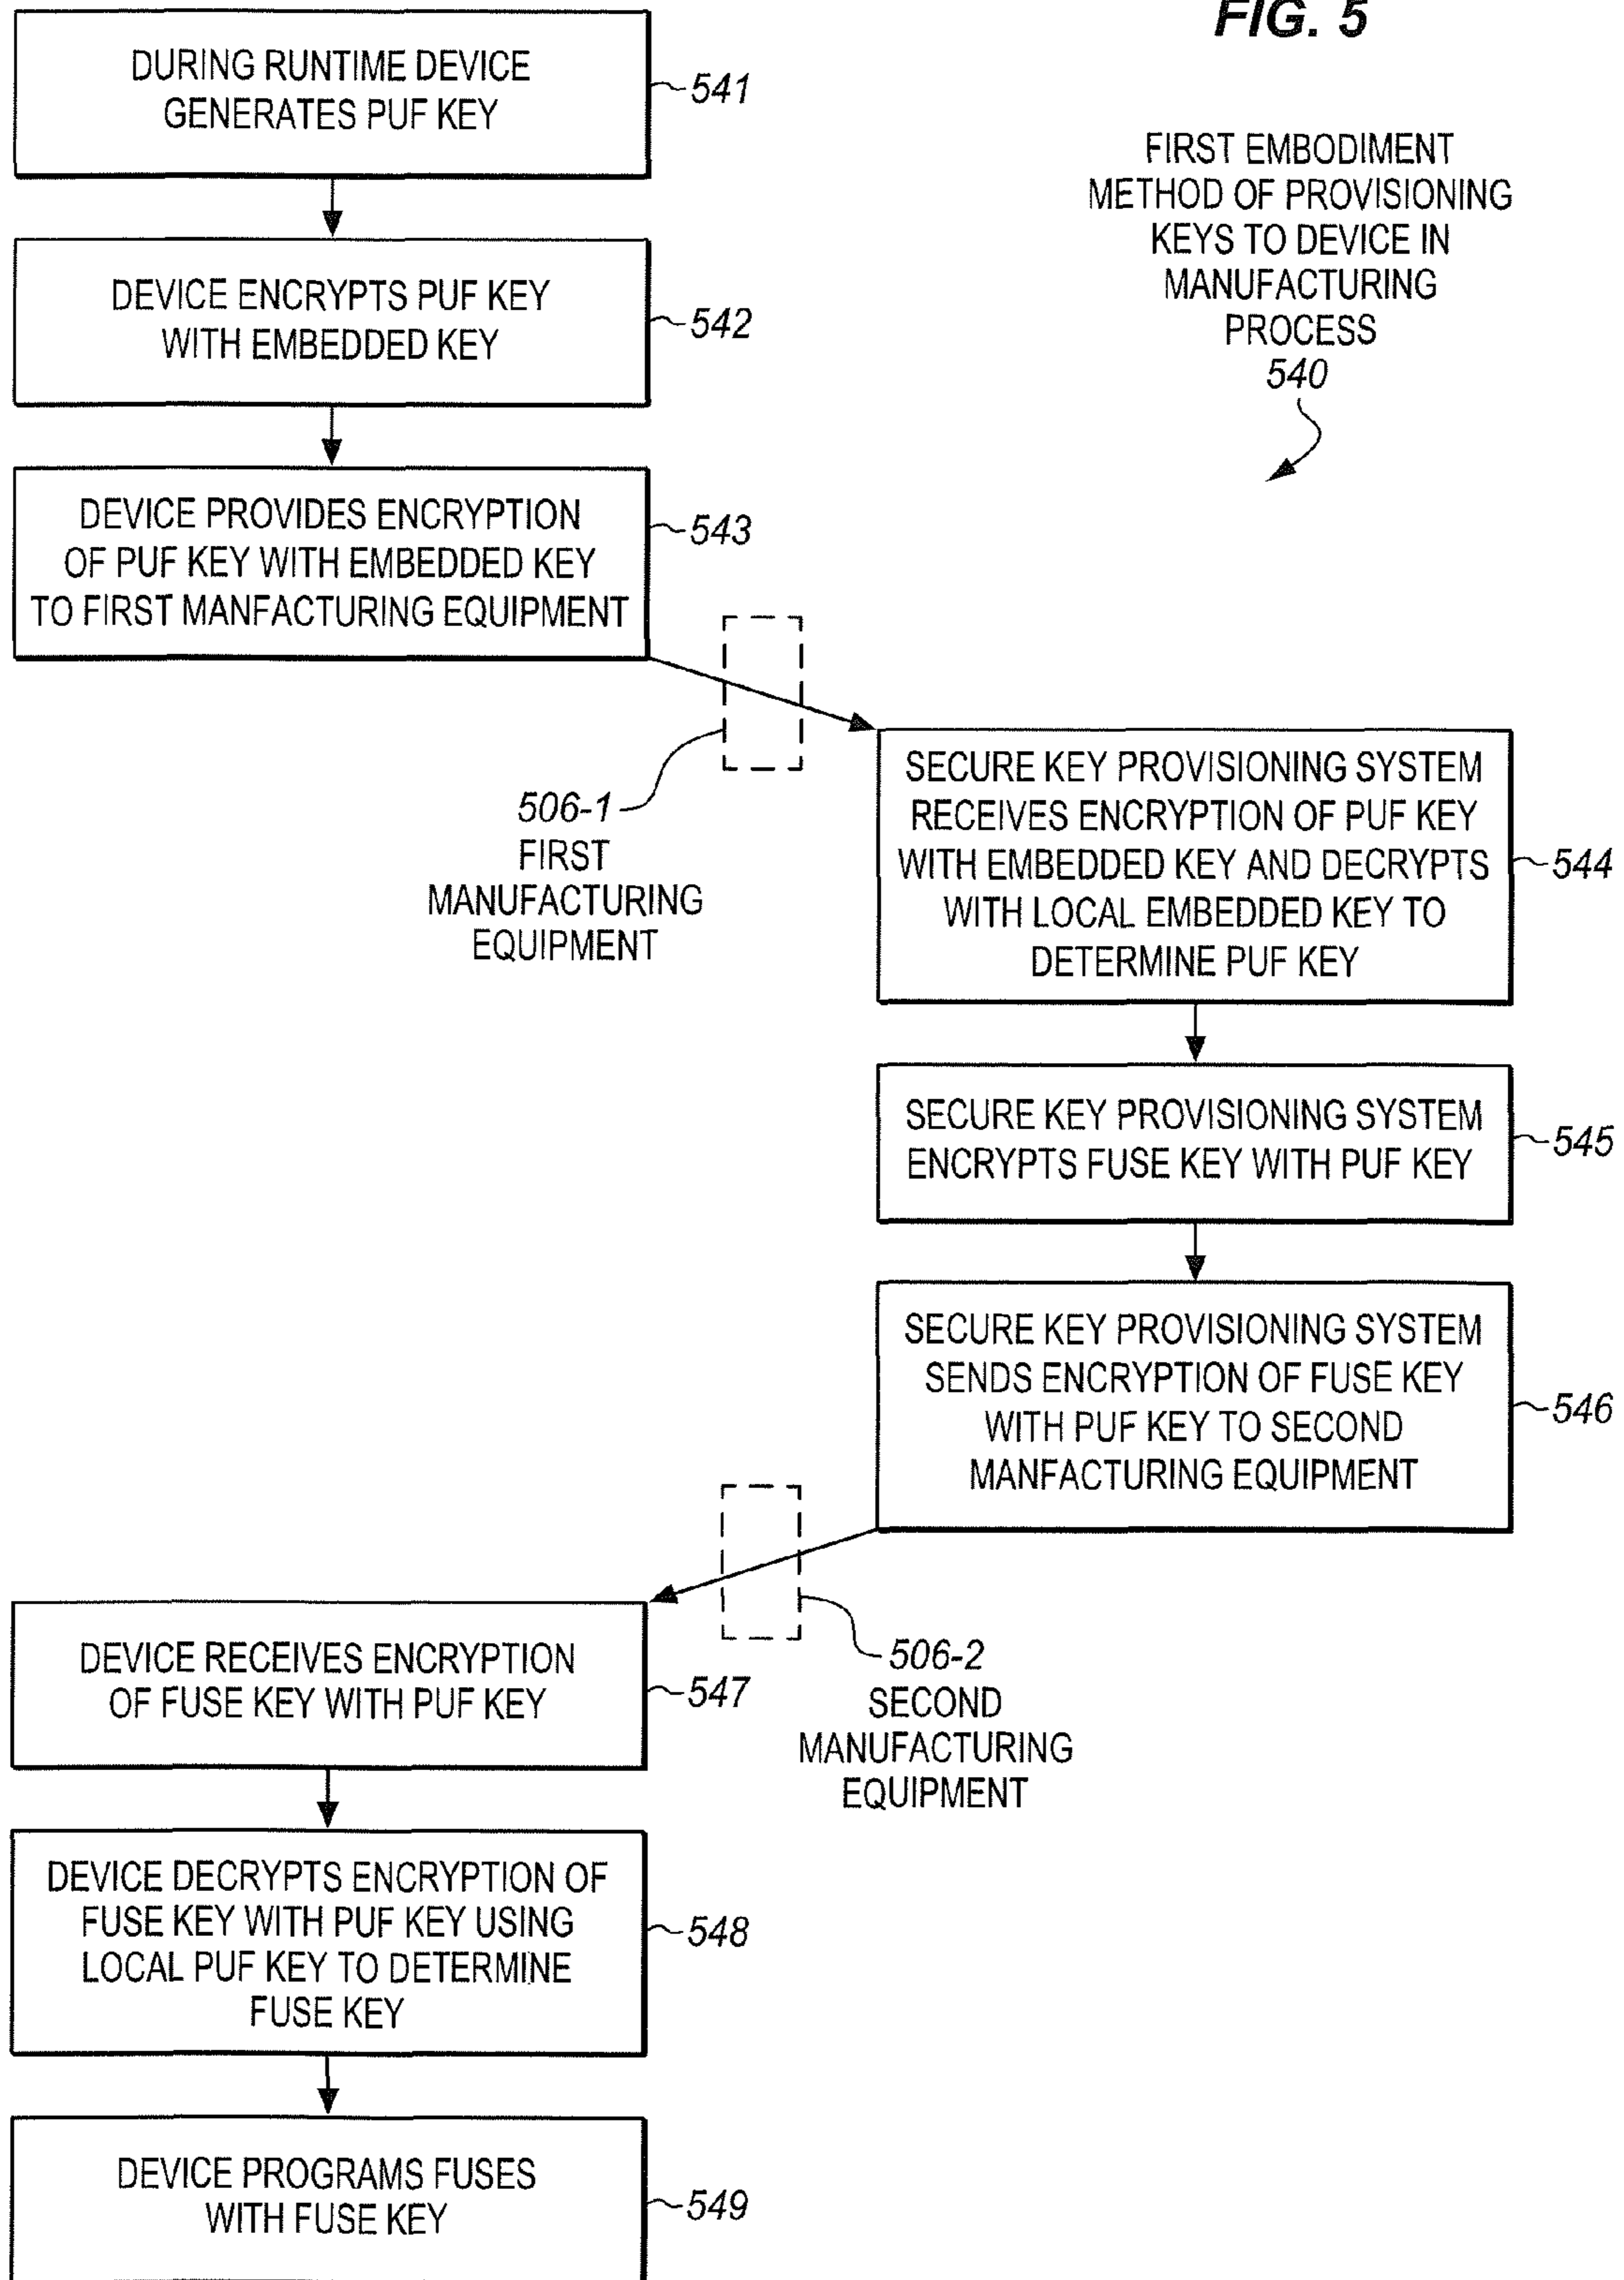 FIG. 5
DURING RUNTIME DEVICE
GENERATES PUF KEY
541
FIRST EMBODIMENT
METHOD OF PROVISIONING
KEYS TO DEVICE IN
MANUFACTURING
PROCESS
540
DEVICE ENCRYPTS PUF KEY
WITH EMBEDDED KEY
542
DEVICE PROVIDES ENCRYPTION
OF PUF KEY WITH EMBEDDED KEY
TO FIRST MANFACTURING EQUIPMENT
543
506-1
FIRST
MANUFACTURING
EQUIPMENT
SECURE KEY PROVISIONING SYSTEM
RECEIVES ENCRYPTION OF PUF KEY
WITH EMBEDDED KEY AND DECRYPTS
WITH LOCAL EMBEDDED KEY TO
DETERMINE PUF KEY
544
SECURE KEY PROVISIONING SYSTEM
ENCRYPTS FUSE KEY WITH PUF KEY
545
SECURE KEY PROVISIONING SYSTEM
SENDS ENCRYPTION OF FUSE KEY
WITH PUF KEY TO SECOND
MANFACTURING EQUIPMENT
546
506-2
SECOND
MANUFACTURING
EQUIPMENT
DEVICE RECEIVES ENCRYPTION
OF FUSE KEY WITH PUF KEY
547
DEVICE DECRYPTS ENCRYPTION OF
FUSE KEY WITH PUF KEY USING
LOCAL PUF KEY TO DETERMINE
FUSE KEY
548
DEVICE PROGRAMS FUSES
WITH FUSE KEY
549